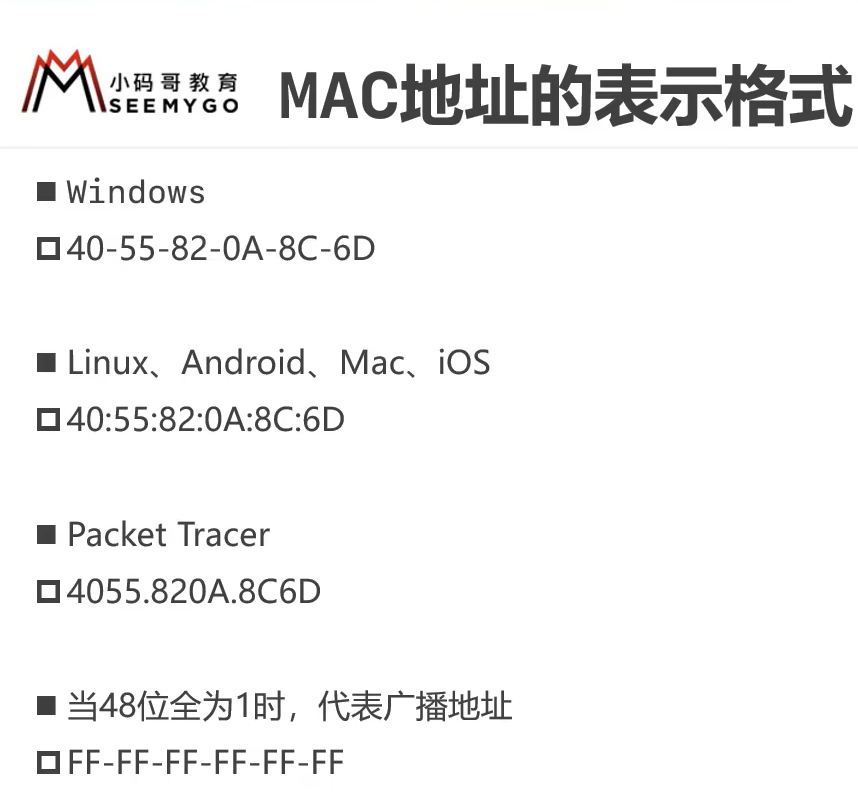 小码哥教育
SEEMYGO
MAC地址的表示格式
Windows
40-55-82-0A-8C-6D
Linux、Android、Mac、iOS
40:55:82:0A:8C:6D
Packet Tracer
4055.820A.8C6D
当48位全为1时，代表广播地址
FF-FF-FF-FF-FF-FF